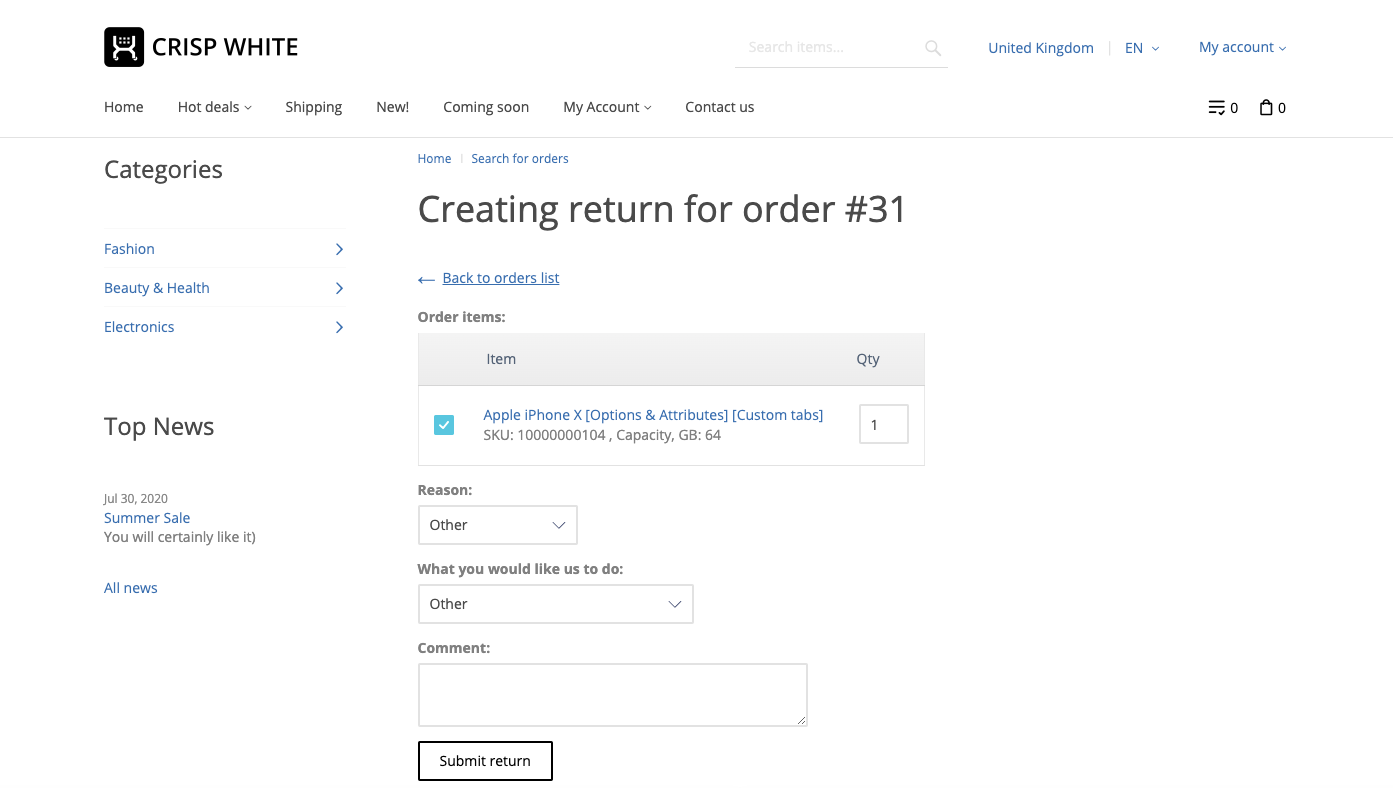 CRISP WHITE
Search items...
United Kingdom
EN
My account
Home
Hot deals
Shipping
New!
Coming soon
My Account
Contact us
0
0
Categories
Fashion
Beauty & Health
Electronics
Top News
Jul 30, 2020
Summer Sale
You will certainly like it)
All news
Home
Search for orders
Creating return for order #31
Back to orders list
Order items:
Item
Qty
Apple iPhone X [Options & Attributes] [Custom tabs]
SKU: 10000000104 , Capacity, GB: 64
1
Reason:
Other
What you would like us to do:
Other
Comment:
Submit return